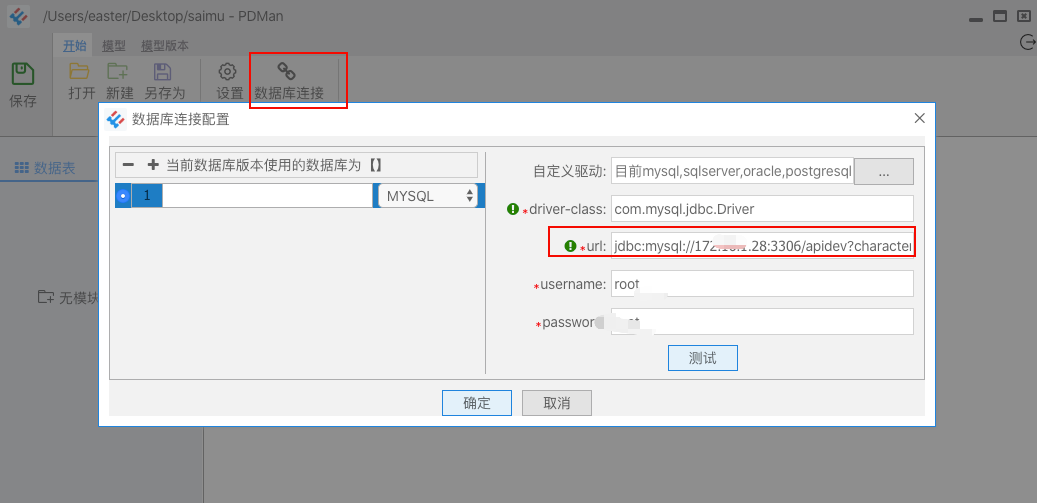 /Users/easter/Desktop/saimu - PDMan
开始 模型 模型版本
保存 打开 新建 另存为 设置 数据库连接
数据库连接配置
当前数据库版本使用的数据库为【】
1 MYSQL
自定义驱动: 目前mysql,sqlserver,oracle,postgresql ...
*driver-class: com.mysql.jdbc.Driver
*url: jdbc:mysql://172. .28:3306/apidev?character
*username: root
*passwor
测试
确定 取消
数据表
无模块